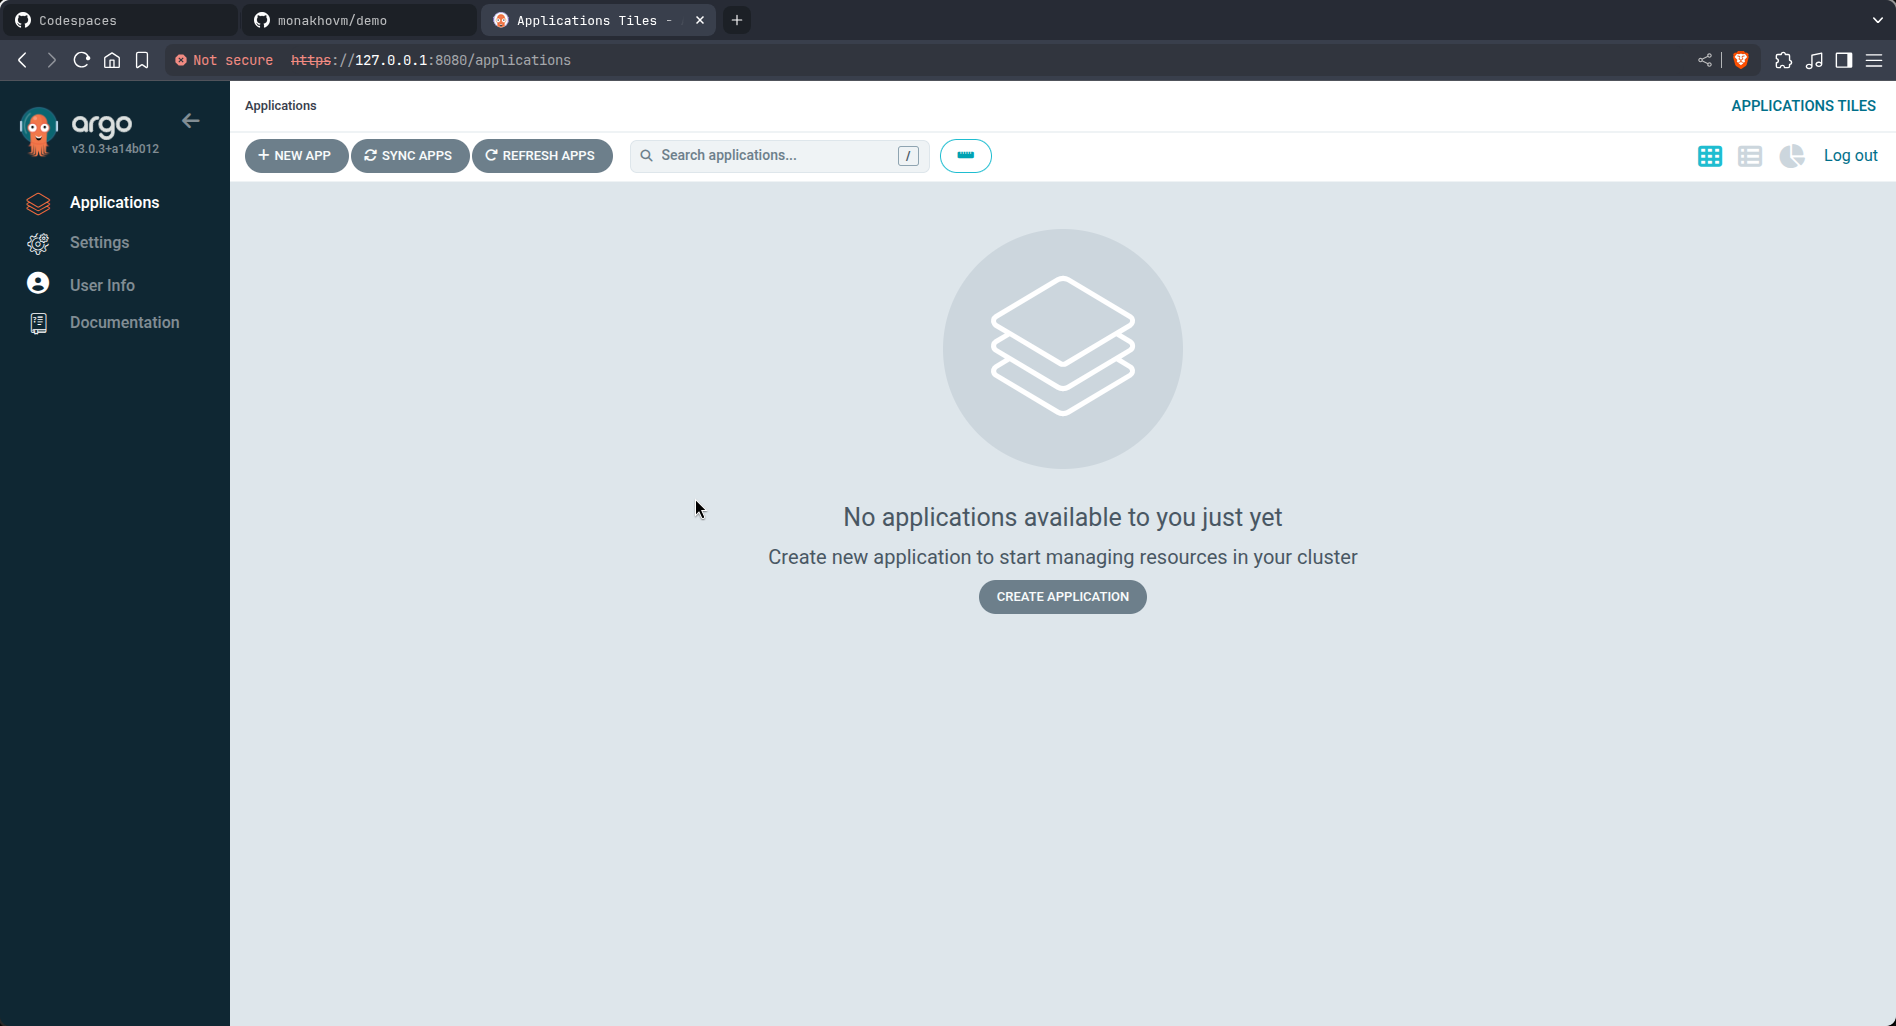 Codespaces
monakhovm/demo
Applications Tiles -
Not secure https://127.0.0.1:8080/applications
argo
v3.0.3+a14b012
Applications
Settings
User Info
Documentation
Applications
APPLICATIONS TILES
+ NEW APP
SYNC APPS
REFRESH APPS
Search applications... /
Log out
No applications available to you just yet
Create new application to start managing resources in your cluster
CREATE APPLICATION